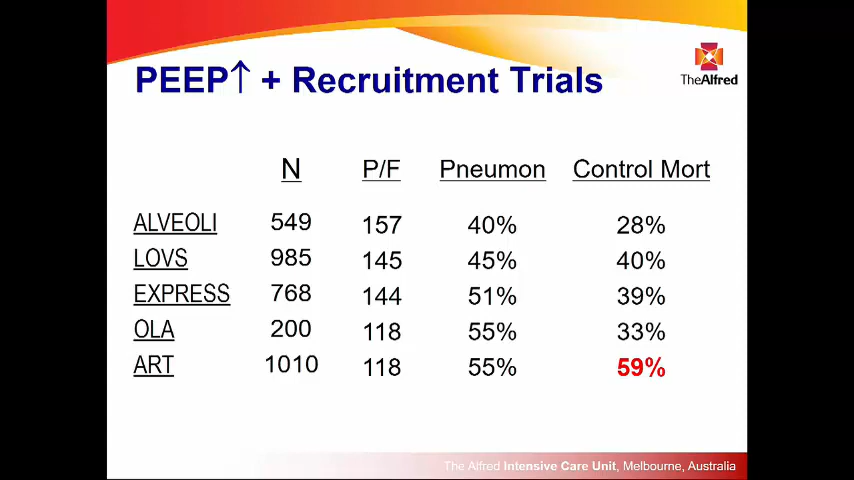 PEEP↑ + Recruitment Trials
TheAlfred
N P/F Pneumon Control Mort
ALVEOLI 549 157 40% 28%
LOVS 985 145 45% 40%
EXPRESS 768 144 51% 39%
OLA 200 118 55% 33%
ART 1010 118 55% 59%
The Alfred Intensive Care Unit, Melbourne, Australia